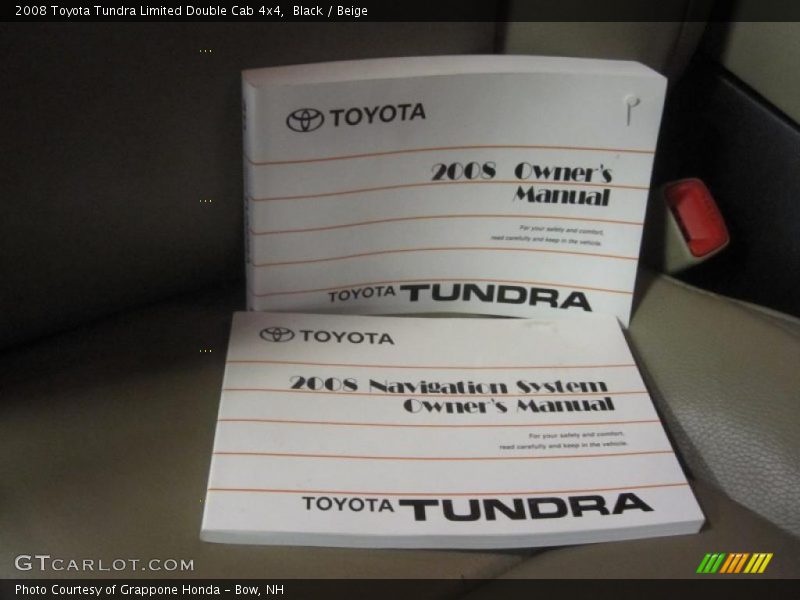 2008 Toyota Tundra Limited Double Cab 4x4,  Black / Beige
TOYOTA
2008 Owner's
Manual
For your safety and comfort,
read carefully and keep in the vehicle.
TOYOTA TUNDRA
TOYOTA
2008 Navigation System
Owner's Manual
For your safety and comfort,
read carefully and keep in the vehicle.
TOYOTA TUNDRA
GTCARLOT.COM
Photo Courtesy of Grappone Honda - Bow, NH